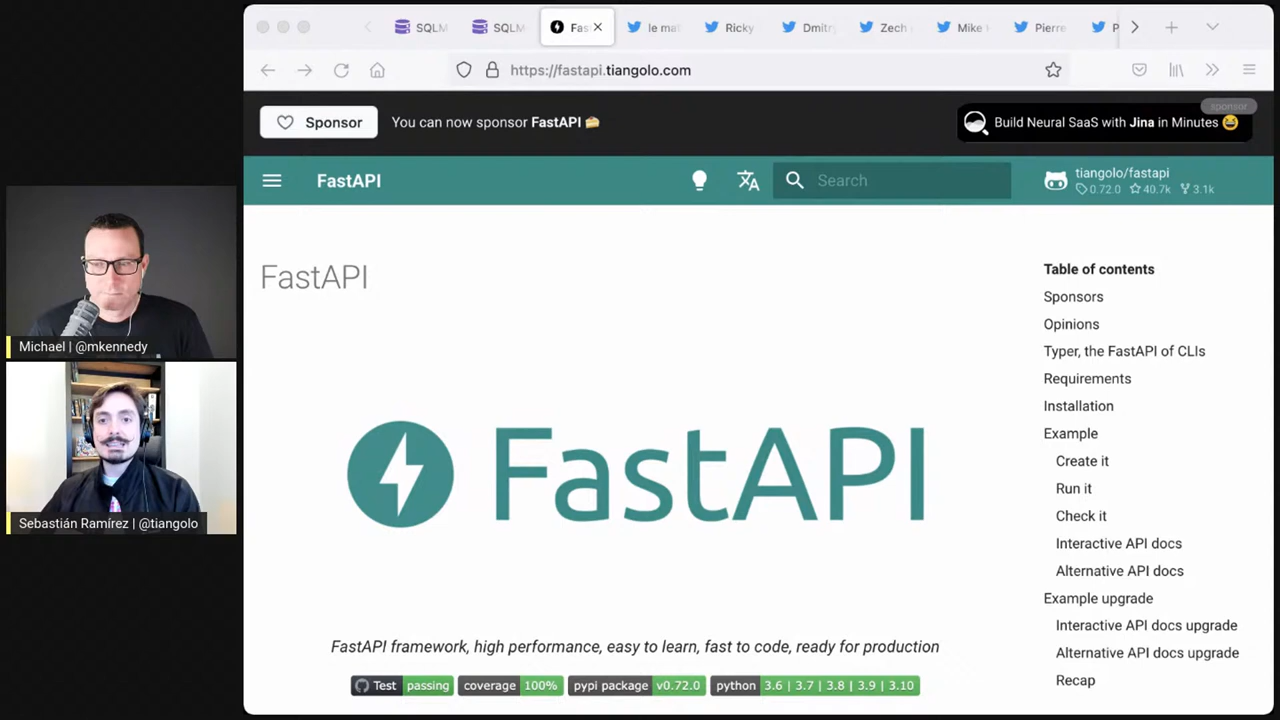 SQLM
SQLM
Fas
le mat
Ricky
Dmitry
Zech
Mike
Pierre
P
https://fastapi.tiangolo.com
Sponsor
You can now sponsor FastAPI 🍰
sponsor
Build Neural SaaS with Jina in Minutes 😆
FastAPI
Search
tiangolo/fastapi
0.72.0 40.7k 3.1k
FastAPI
Table of contents
Sponsors
Opinions
Typer, the FastAPI of CLIs
Requirements
Installation
Example
Create it
Run it
Check it
Interactive API docs
Alternative API docs
Example upgrade
Interactive API docs upgrade
Alternative API docs upgrade
Recap
FastAPI
FastAPI framework, high performance, easy to learn, fast to code, ready for production
Test passing coverage 100% pypi package v0.72.0 python 3.6 | 3.7 | 3.8 | 3.9 | 3.10
Michael | @mkennedy
Sebastián Ramírez | @tiangolo